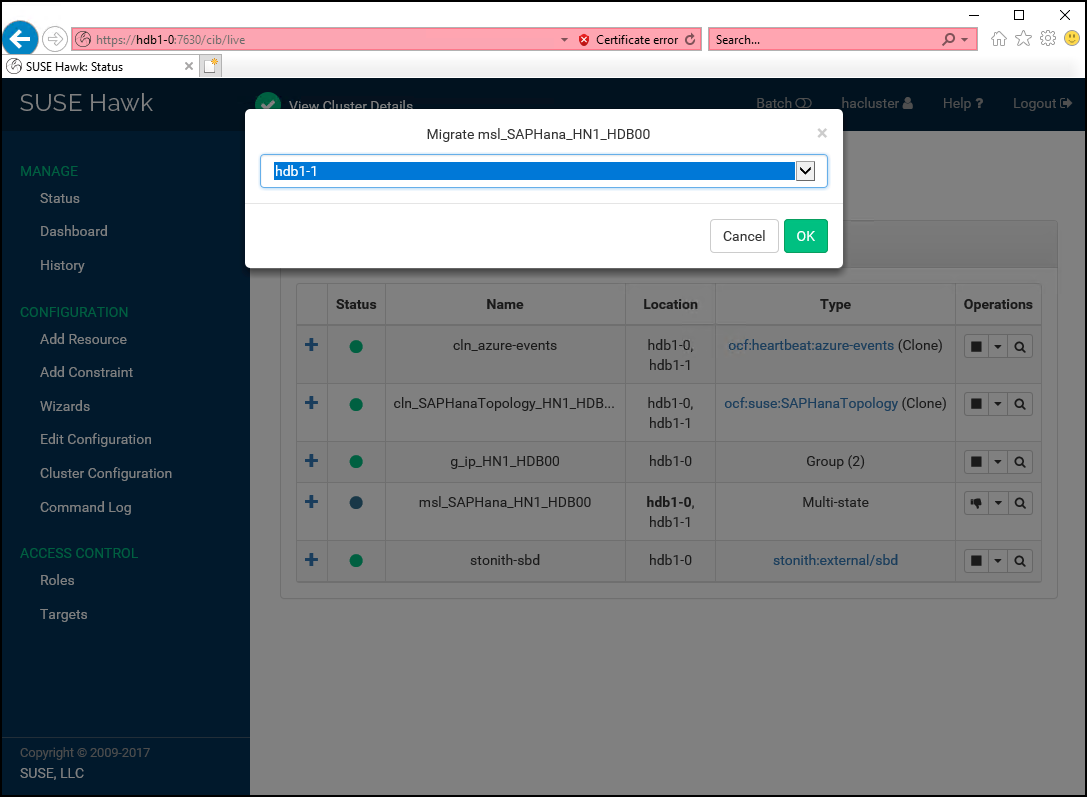 https://hdb1-0:7630/cib/live
Certificate error
Search...
SUSE Hawk: Status
SUSE Hawk
View Cluster Details
Batch
hacluster
Help ?
Logout
Migrate msl_SAPHana_HN1_HDB00
×
hdb1-1
Cancel
OK
MANAGE
Status
Dashboard
History
CONFIGURATION
Add Resource
Add Constraint
Wizards
Edit Configuration
Cluster Configuration
Command Log
ACCESS CONTROL
Roles
Targets
Status Name Location Type Operations
cln_azure-events hdb1-0, ocf:heartbeat:azure-events (Clone)
hdb1-1
cln_SAPHanaTopology_HN1_HDB... hdb1-0, ocf:suse:SAPHanaTopology (Clone)
hdb1-1
g_ip_HN1_HDB00 hdb1-0 Group (2)
msl_SAPHana_HN1_HDB00 hdb1-0, Multi-state
hdb1-1
stonith-sbd hdb1-0 stonith:external/sbd
Copyright © 2009-2017
SUSE, LLC